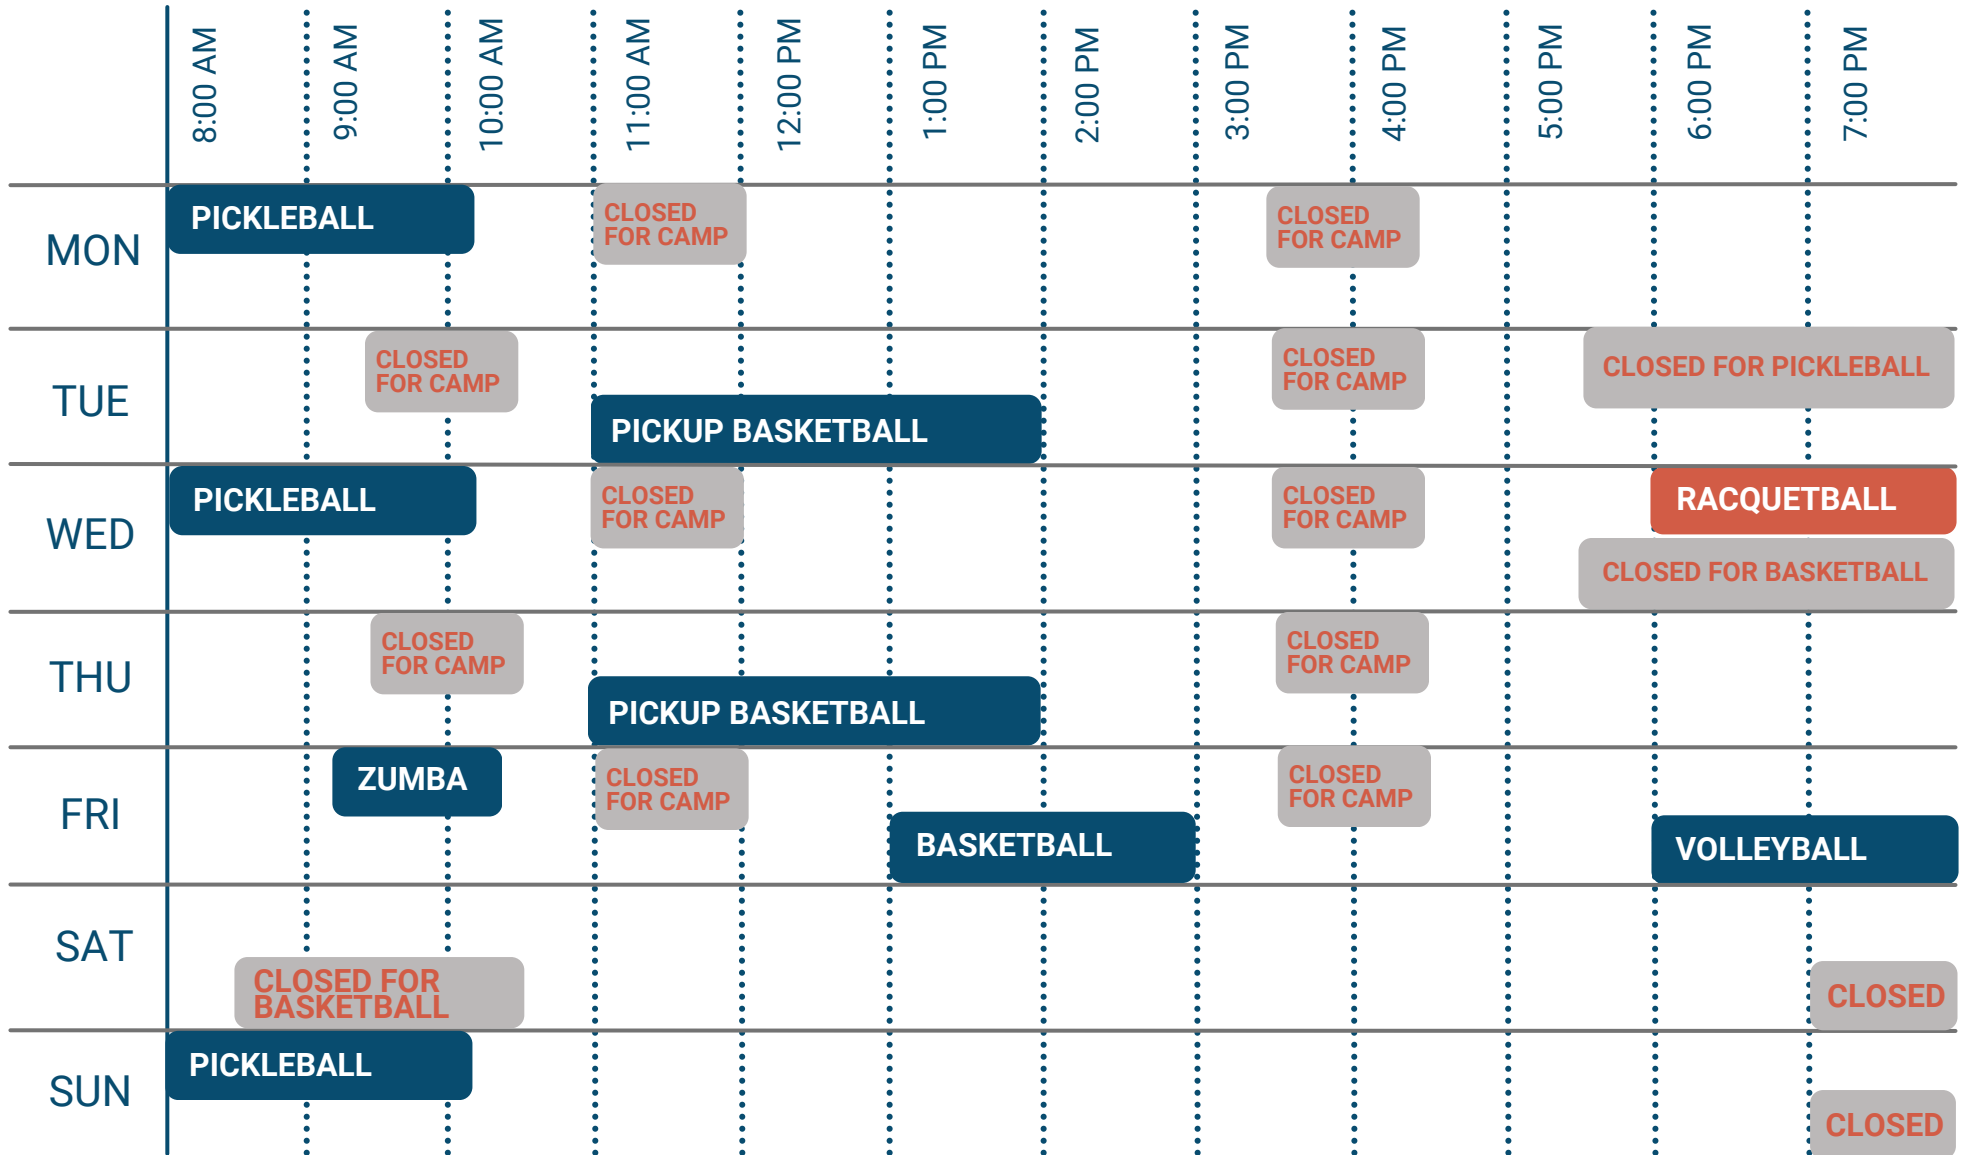 8:00 AM
9:00 AM
10:00 AM
11:00 AM
12:00 PM
1:00 PM
2:00 PM
3:00 PM
4:00 PM
5:00 PM
6:00 PM
7:00 PM
MON
PICKLEBALL
CLOSED
FOR CAMP
CLOSED
FOR CAMP
TUE
CLOSED
FOR CAMP
PICKUP BASKETBALL
CLOSED
FOR CAMP
CLOSED FOR PICKLEBALL
WED
PICKLEBALL
CLOSED
FOR CAMP
CLOSED
FOR CAMP
RACQUETBALL
CLOSED FOR BASKETBALL
THU
CLOSED
FOR CAMP
PICKUP BASKETBALL
CLOSED
FOR CAMP
FRI
ZUMBA
CLOSED
FOR CAMP
BASKETBALL
CLOSED
FOR CAMP
VOLLEYBALL
SAT
CLOSED FOR
BASKETBALL
CLOSED
SUN
PICKLEBALL
CLOSED